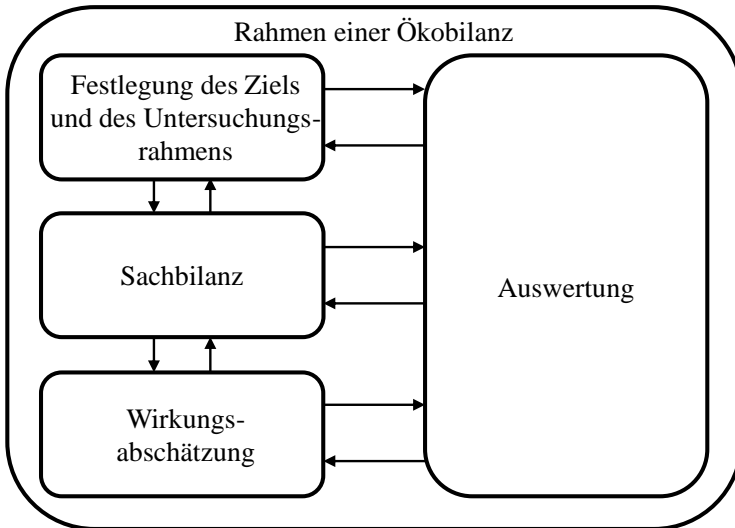 Rahmen einer Ökobilanz
Festlegung des Ziels
und des Untersuchungs-
rahmens
Sachbilanz
Wirkungs-
abschätzung
Auswertung